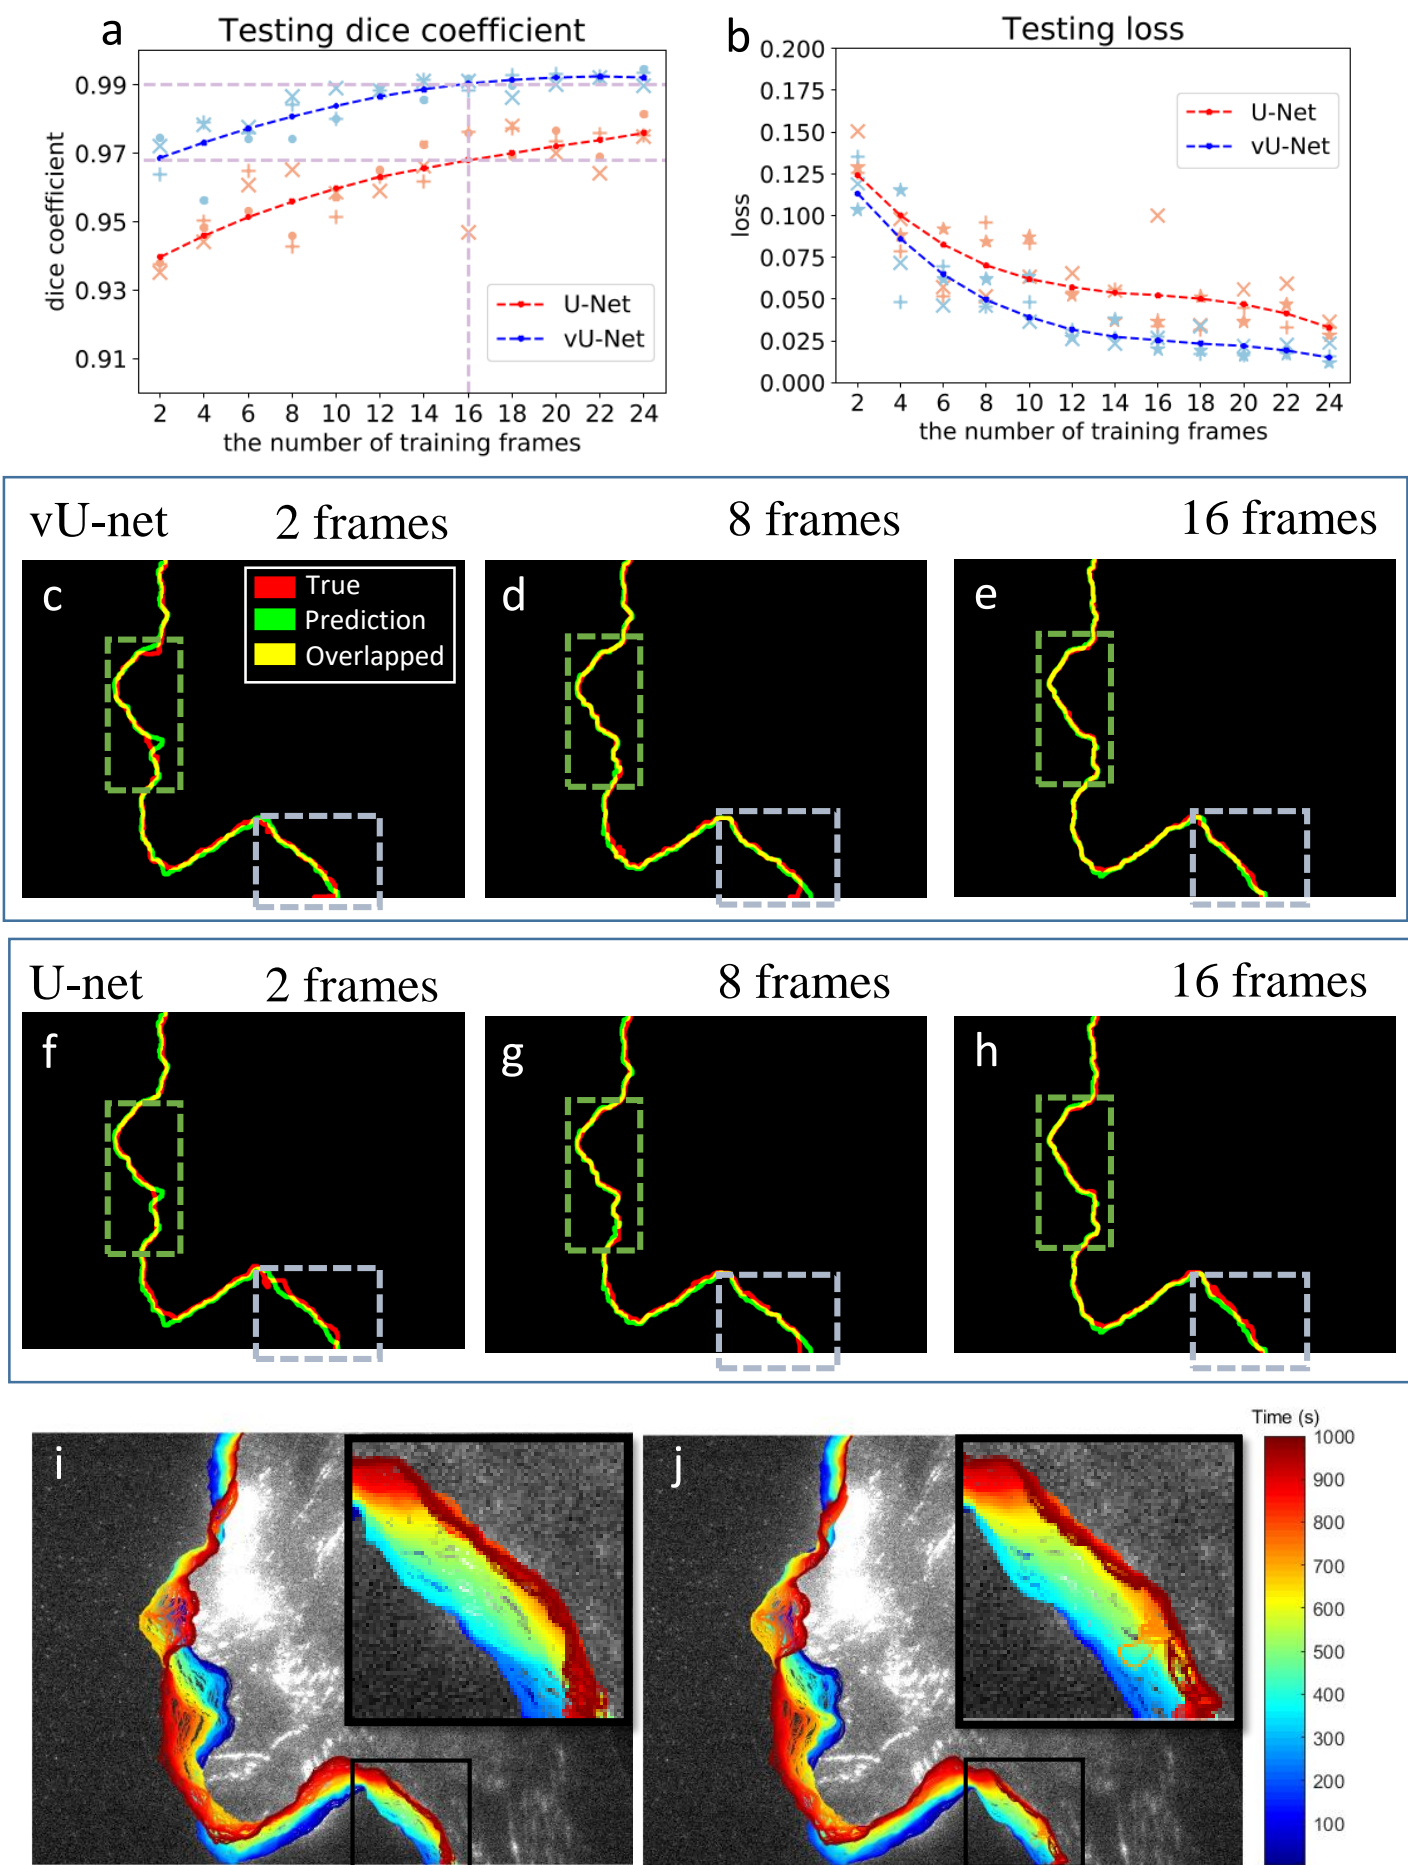 a
Testing dice coefficient
0.99
0.97
0.95
0.93
0.91
dice coefficient
U-Net
vU-Net
2 4 6 8 10 12 14 16 18 20 22 24
the number of training frames
b
Testing loss
0.200
0.175
0.150
0.125
0.100
0.075
0.050
0.025
0.000
loss
U-Net
vU-Net
2 4 6 8 10 12 14 16 18 20 22 24
the number of training frames
vU-net 2 frames 8 frames 16 frames
c
True
Prediction
Overlapped
d
e
U-net 2 frames 8 frames 16 frames
f
g
h
i
j
Time (s)
1000
900
800
700
600
500
400
300
200
100